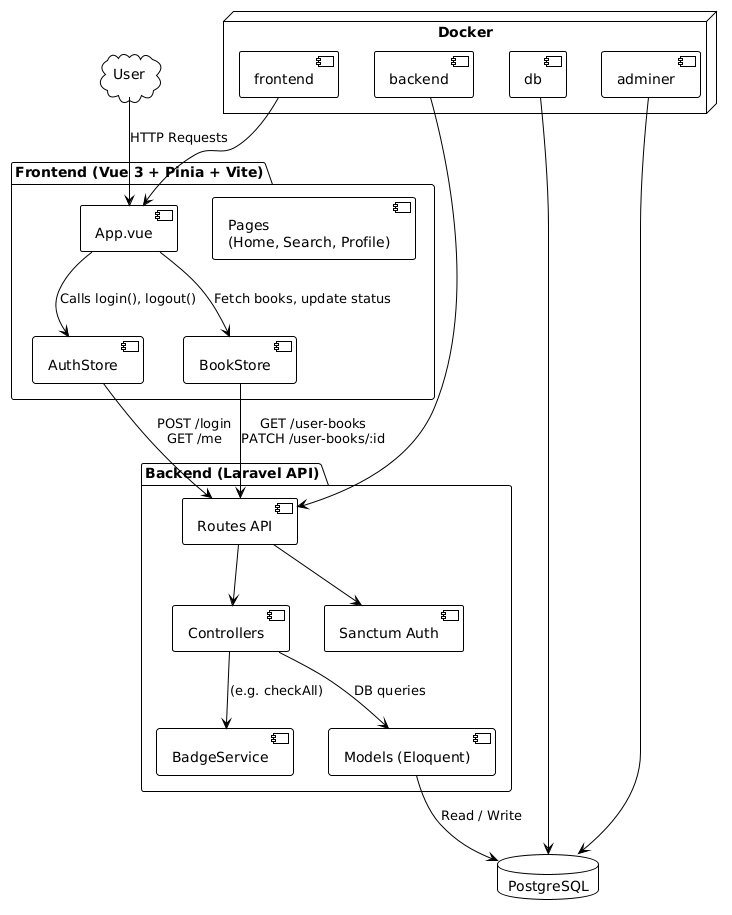 Docker
frontend
backend
db
adminer
User
HTTP Requests
Frontend (Vue 3 + Pinia + Vite)
App.vue
Pages
(Home, Search, Profile)
Calls login(), logout()
Fetch books, update status
AuthStore
BookStore
POST /login
GET /me
GET /user-books
PATCH /user-books/:id
Backend (Laravel API)
Routes API
Controllers
Sanctum Auth
(e.g. checkAll)
DB queries
BadgeService
Models (Eloquent)
Read / Write
PostgreSQL